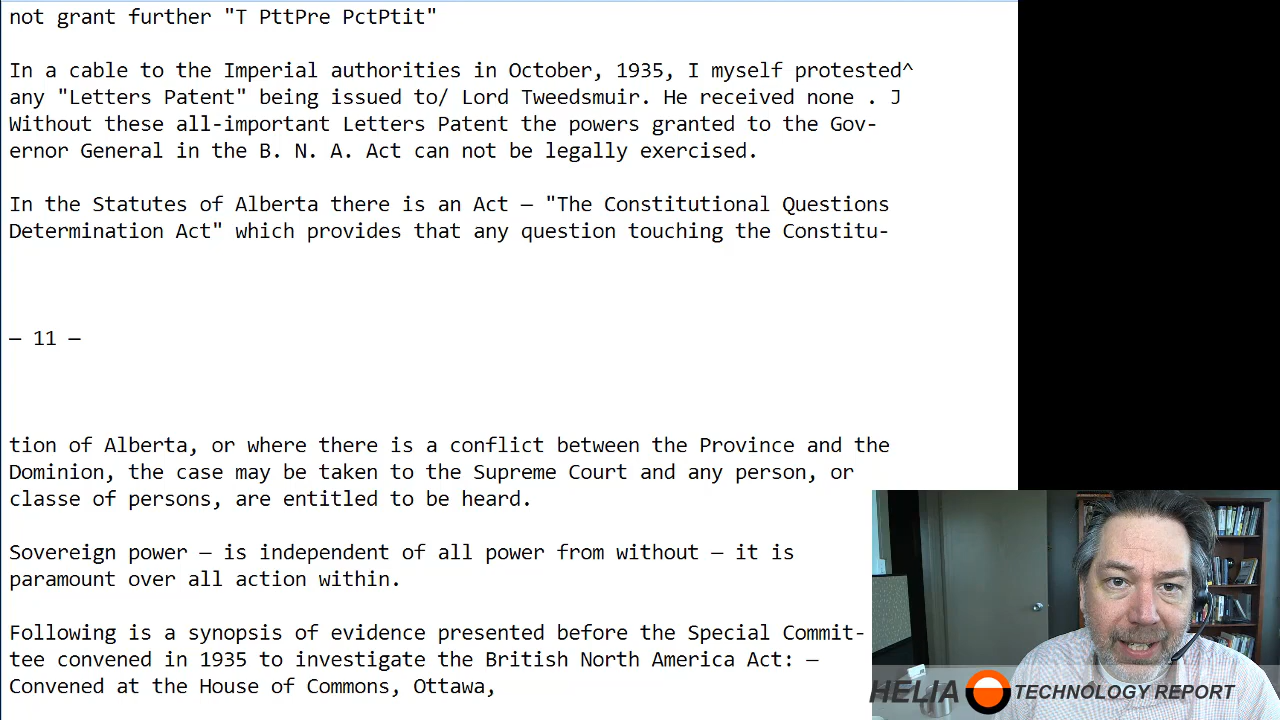 not grant further "T PttPre PctPtit"
In a cable to the Imperial authorities in October, 1935, I myself protested^
any "Letters Patent" being issued to/ Lord Tweedsmuir. He received none . J
Without these all-important Letters Patent the powers granted to the Gov-
ernor General in the B. N. A. Act can not be legally exercised.
In the Statutes of Alberta there is an Act — "The Constitutional Questions
Determination Act" which provides that any question touching the Constitu-
— 11 —
tion of Alberta, or where there is a conflict between the Province and the
Dominion, the case may be taken to the Supreme Court and any person, or
classe of persons, are entitled to be heard.
Sovereign power — is independent of all power from without — it is
paramount over all action within.
Following is a synopsis of evidence presented before the Special Commit-
tee convened in 1935 to investigate the British North America Act: —
Convened at the House of Commons, Ottawa,
HELIA TECHNOLOGY REPORT